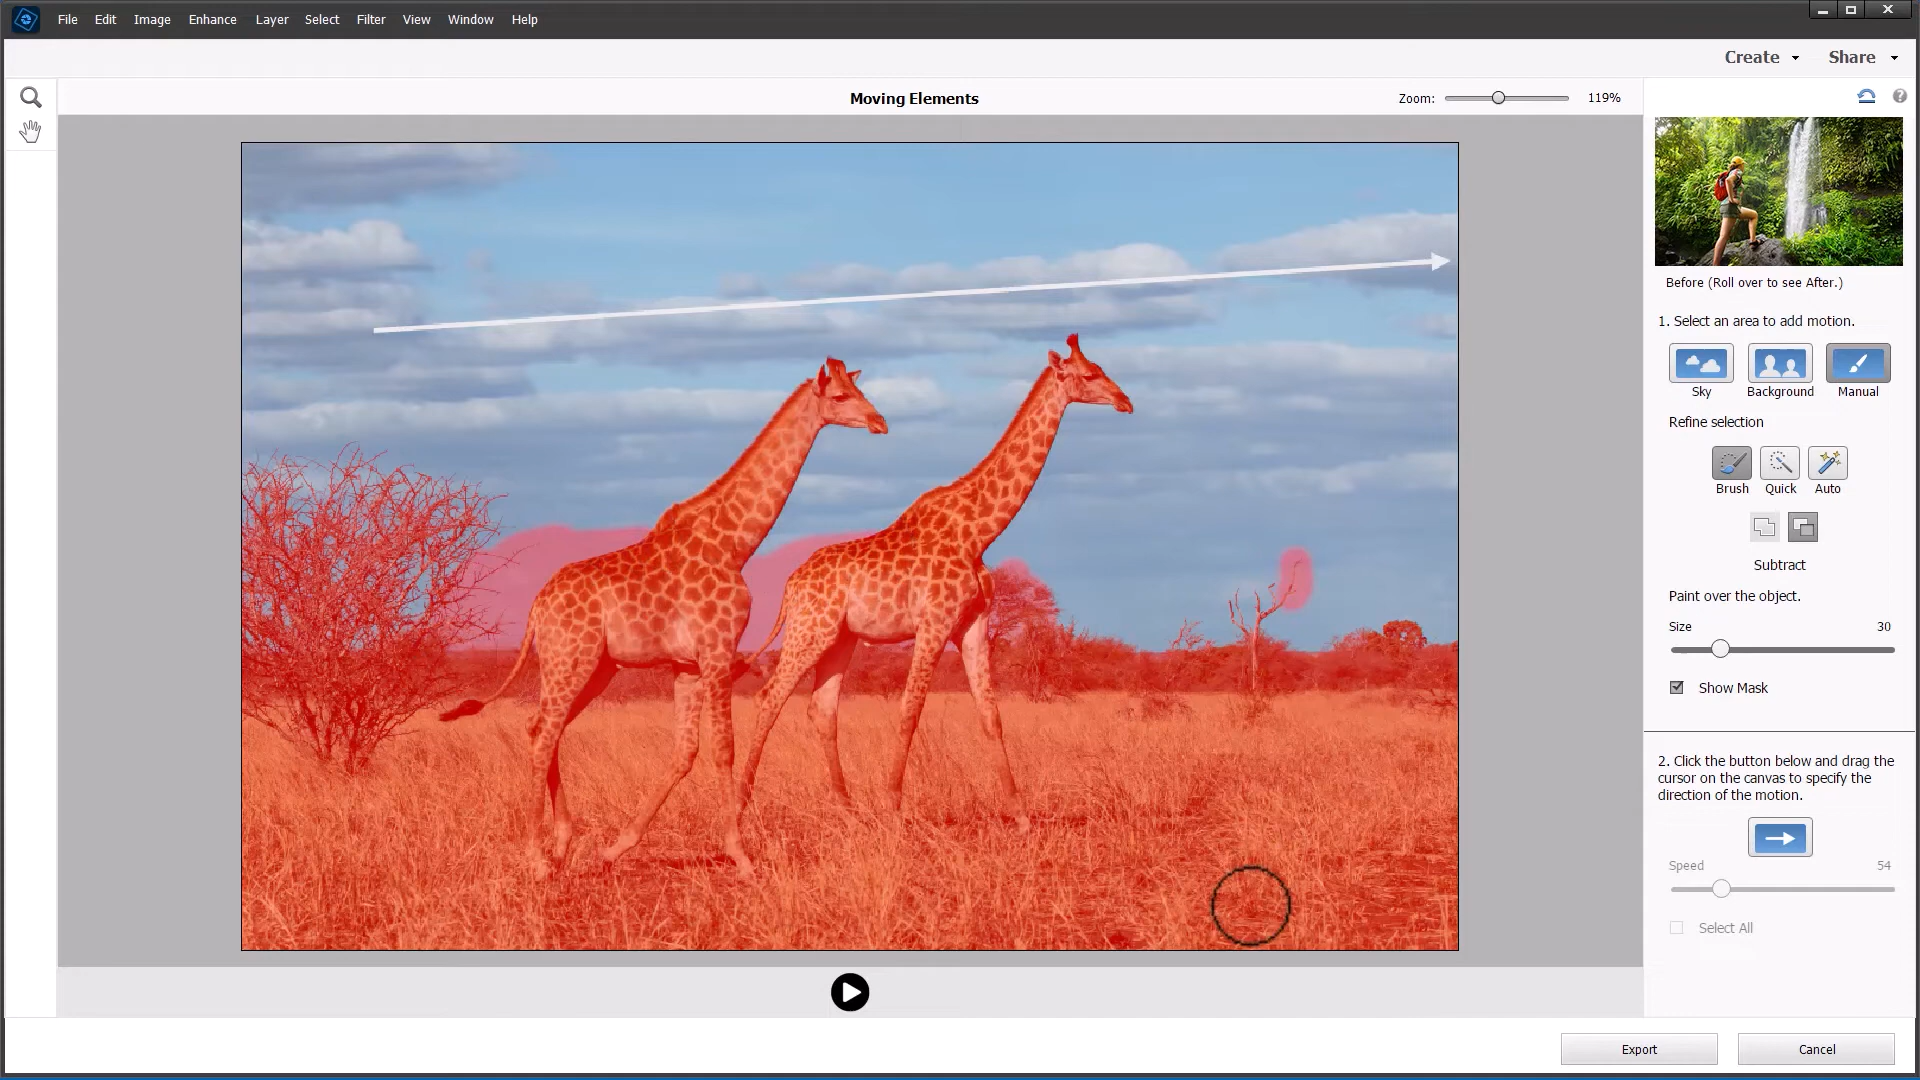 File Edit Image Enhance Layer Select Filter View Window Help
Create Share
Moving Elements
Zoom: 119%
Before (Roll over to see After.)
1. Select an area to add motion.
Sky Background Manual
Refine selection
Brush Quick Auto
Subtract
Paint over the object.
Size 30
Show Mask
2. Click the button below and drag the
cursor on the canvas to specify the
direction of the motion.
Speed 54
Select All
Export Cancel